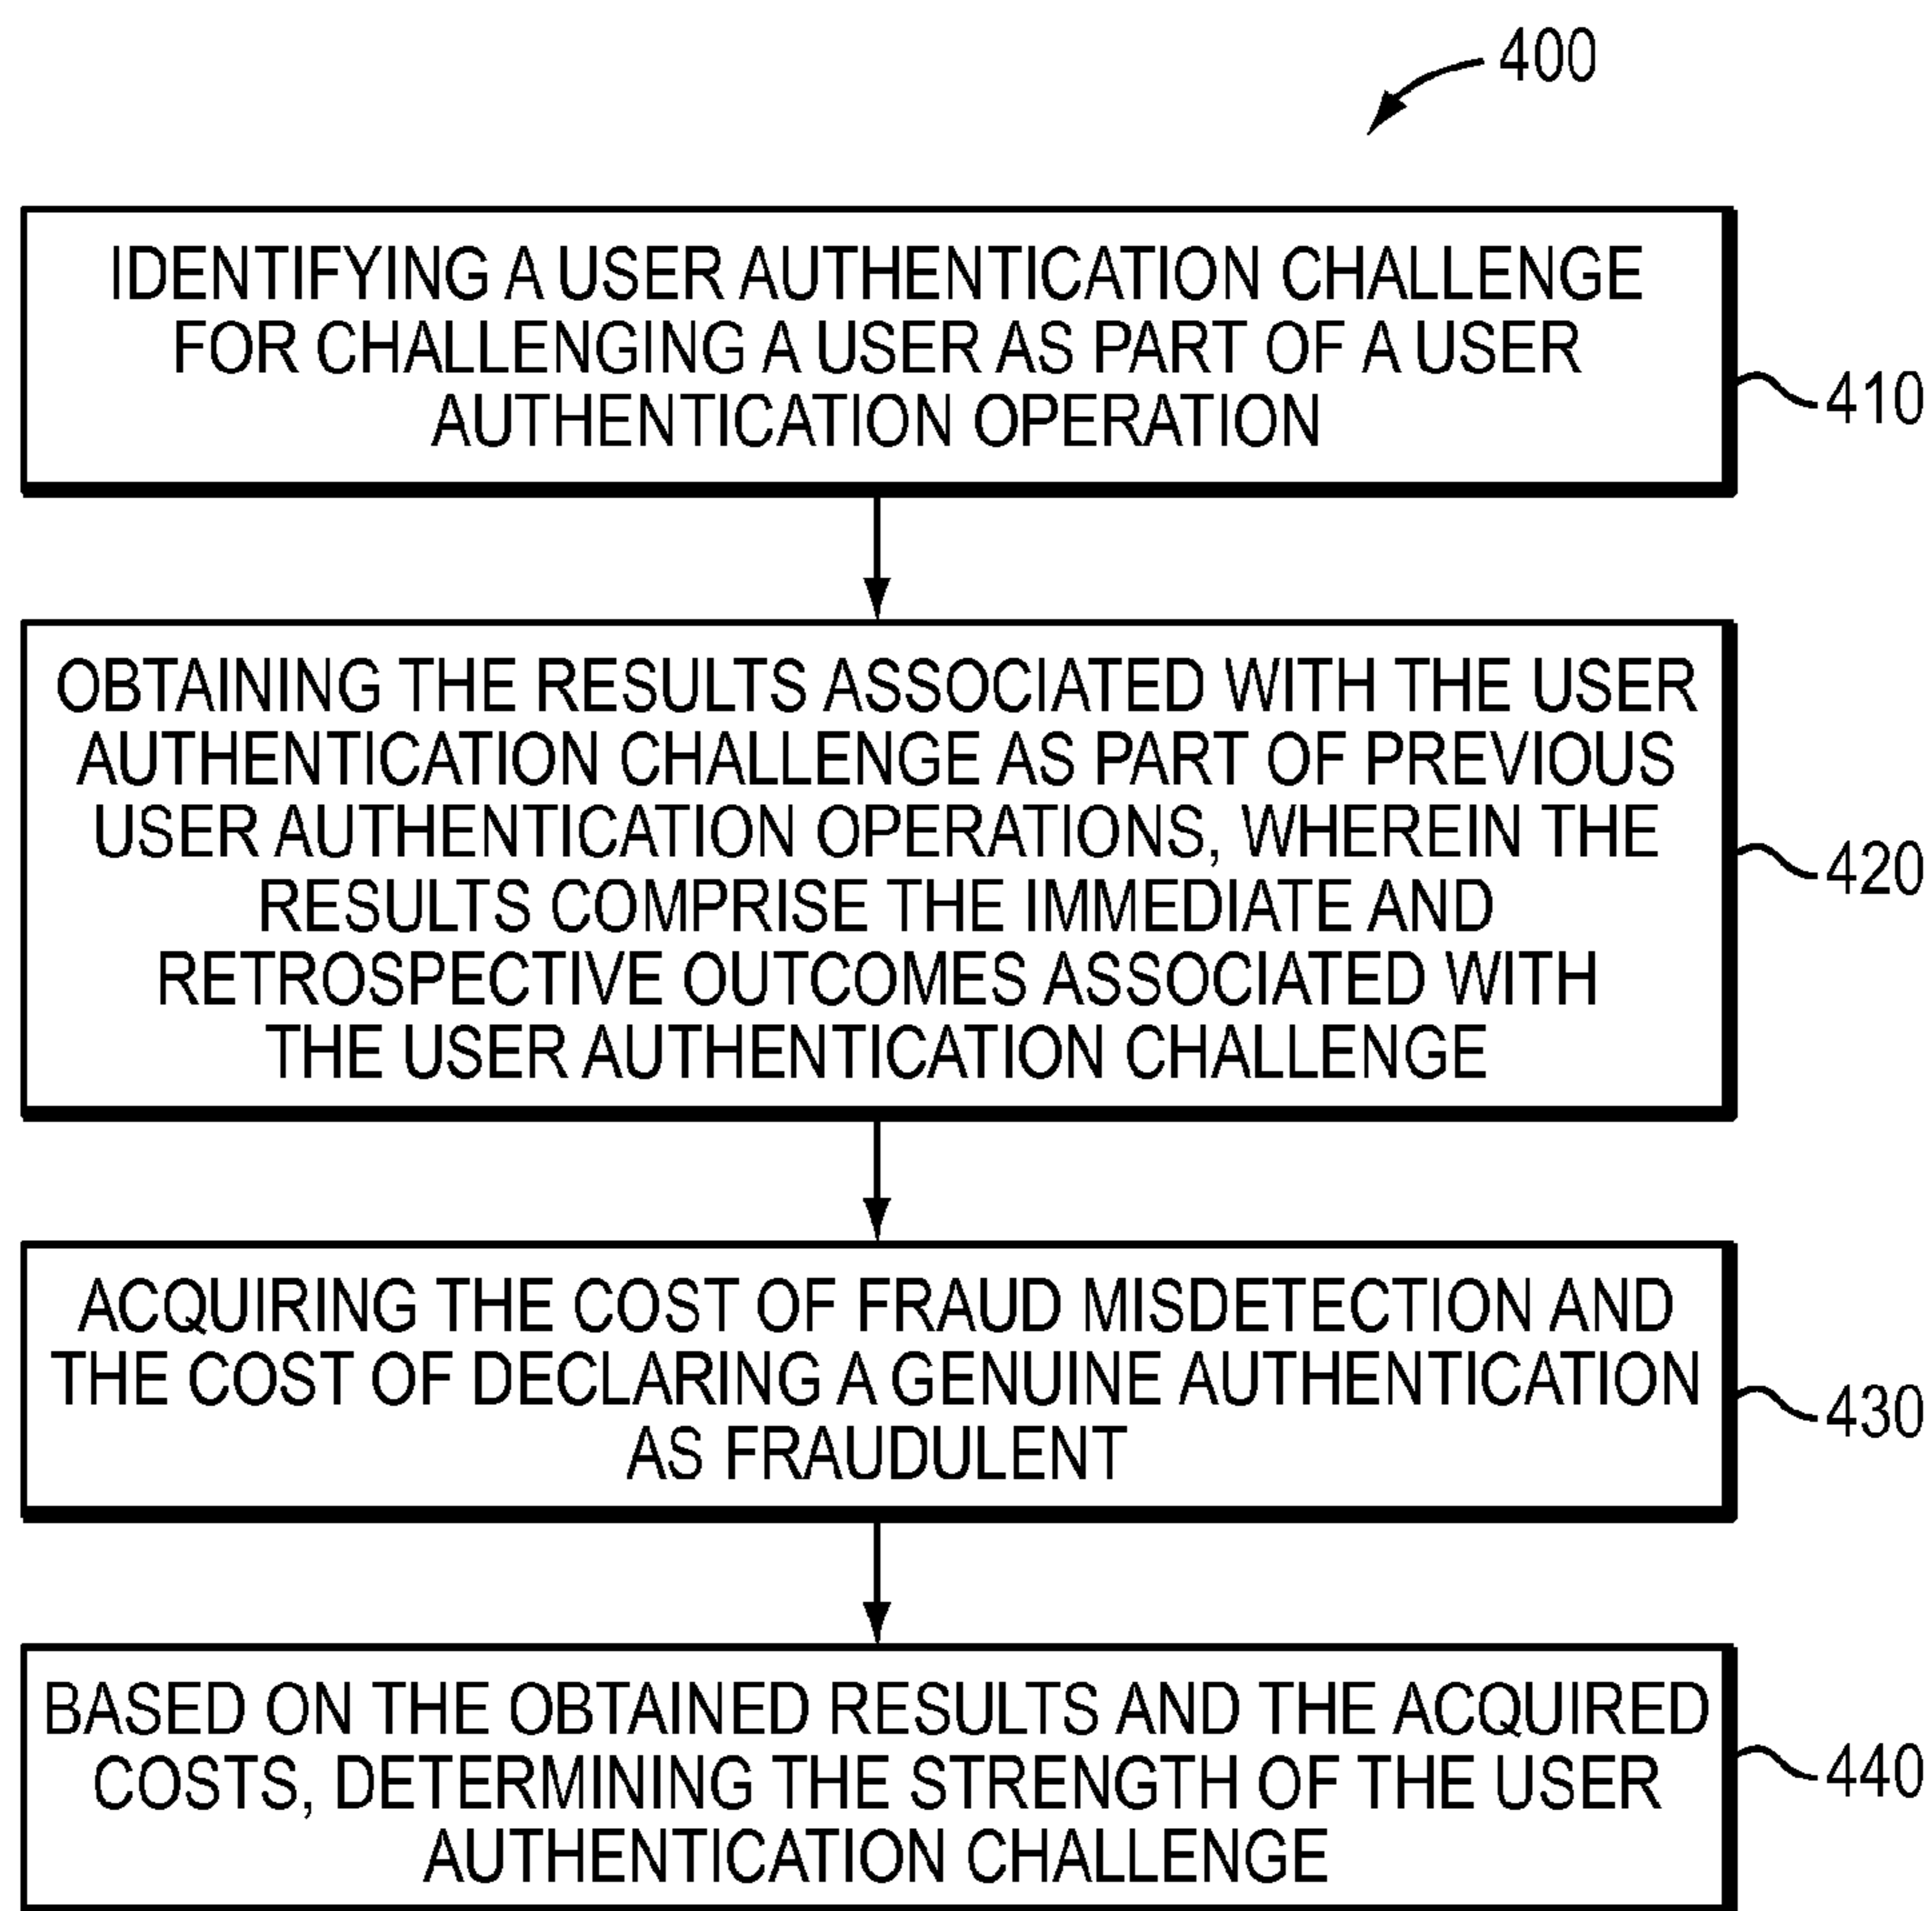 400
IDENTIFYING A USER AUTHENTICATION CHALLENGE
FOR CHALLENGING A USER AS PART OF A USER
AUTHENTICATION OPERATION
410
OBTAINING THE RESULTS ASSOCIATED WITH THE USER
AUTHENTICATION CHALLENGE AS PART OF PREVIOUS
USER AUTHENTICATION OPERATIONS, WHEREIN THE
RESULTS COMPRISE THE IMMEDIATE AND
RETROSPECTIVE OUTCOMES ASSOCIATED WITH
THE USER AUTHENTICATION CHALLENGE
420
ACQUIRING THE COST OF FRAUD MISDETECTION AND
THE COST OF DECLARING A GENUINE AUTHENTICATION
AS FRAUDULENT
430
BASED ON THE OBTAINED RESULTS AND THE ACQUIRED
COSTS, DETERMINING THE STRENGTH OF THE USER
AUTHENTICATION CHALLENGE
440